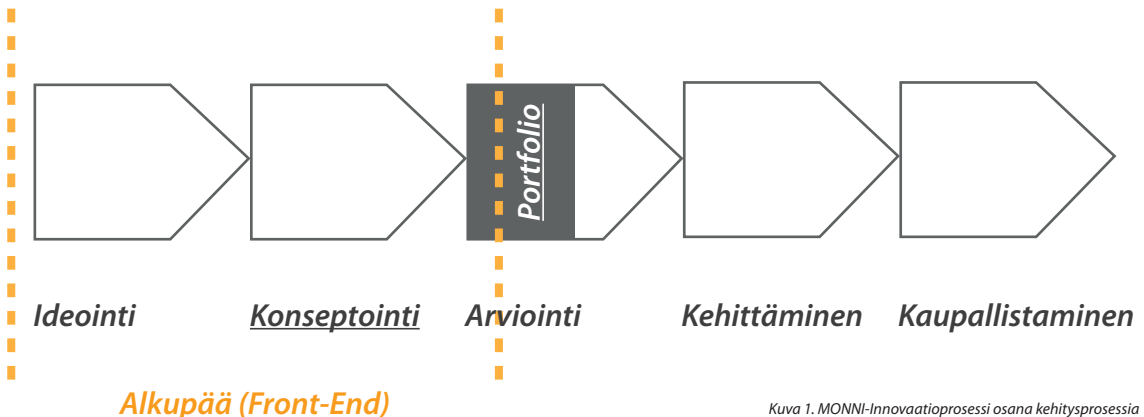 Portfolio
Ideointi
Konseptointi
Arviointi
Kehittäminen
Kaupallistaminen
Alkupää (Front-End)
Kuva 1. MONNI-Innovaatioprosessi osana kehitysprosessia